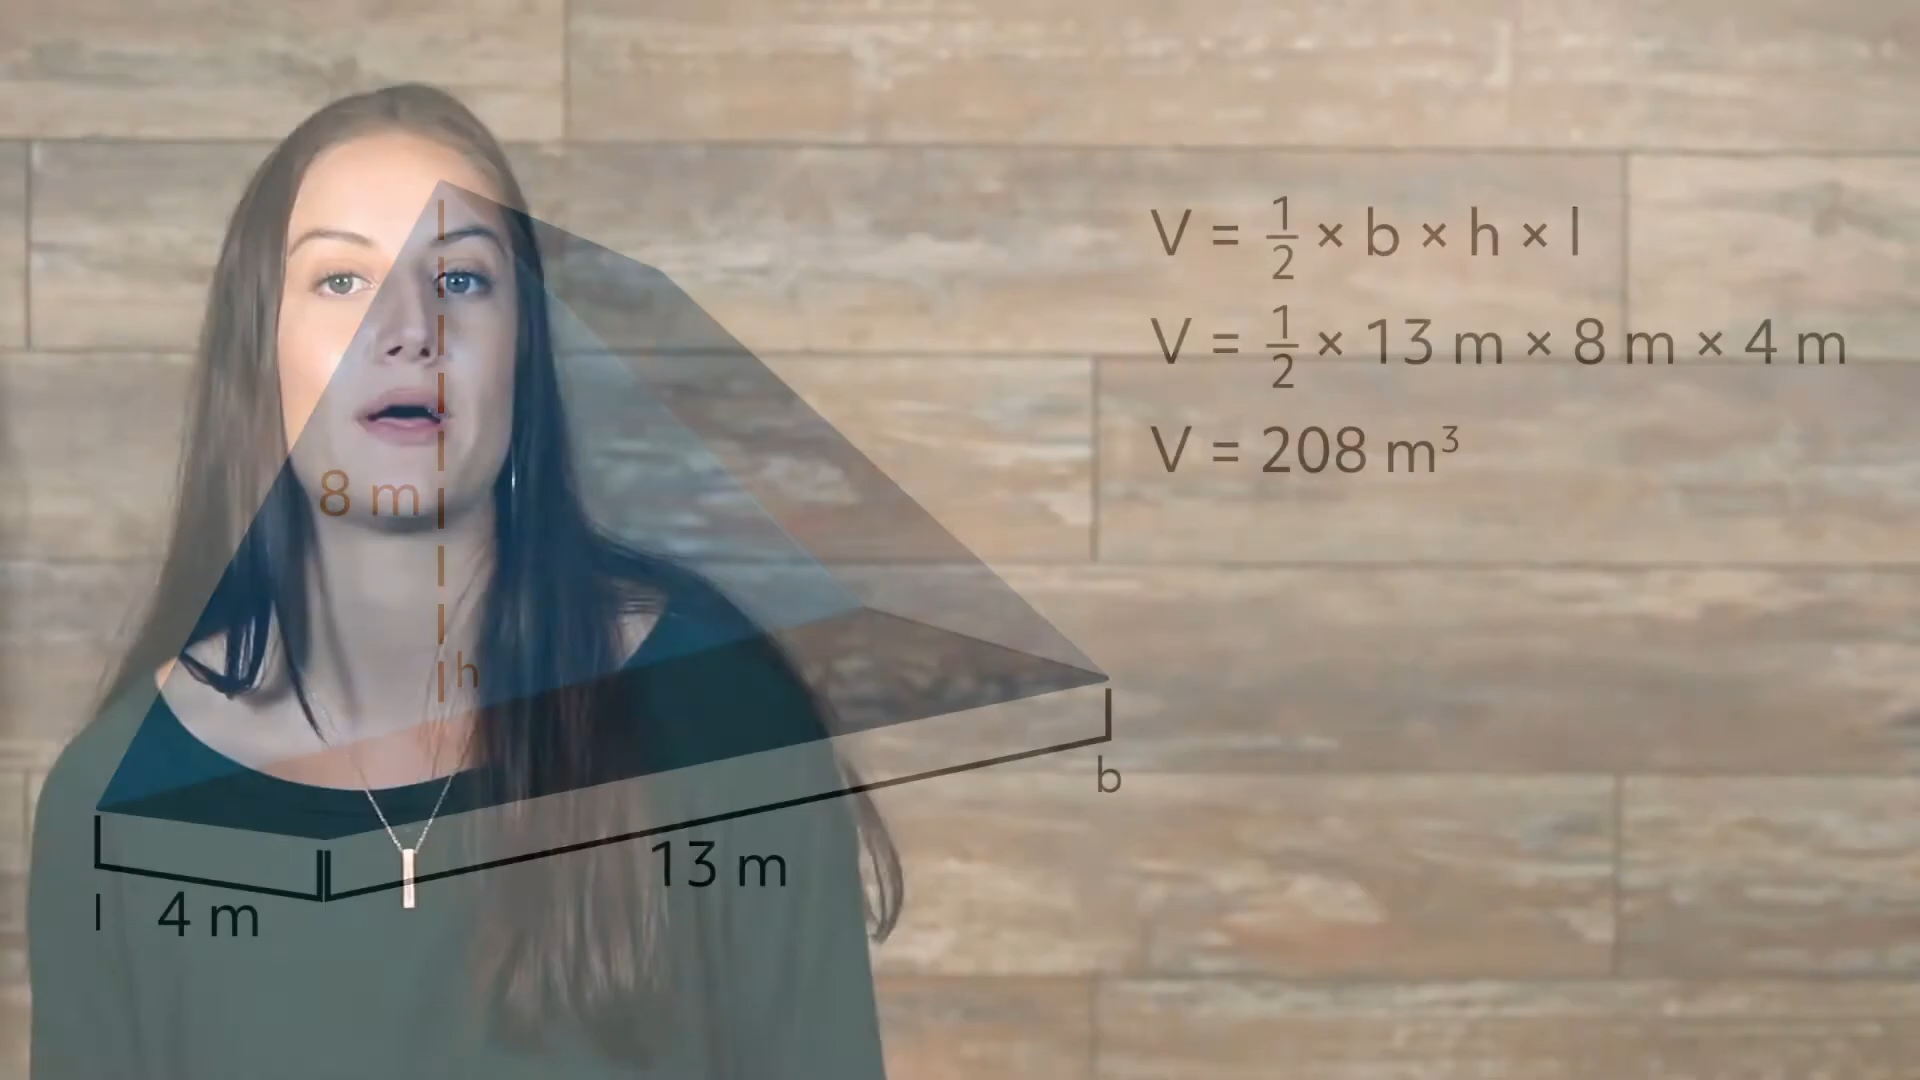 V = 1/2 × b × h × l
V = 1/2 × 13 m × 8 m × 4 m
V = 208 m³
8 m
h
b
13 m
l 4 m